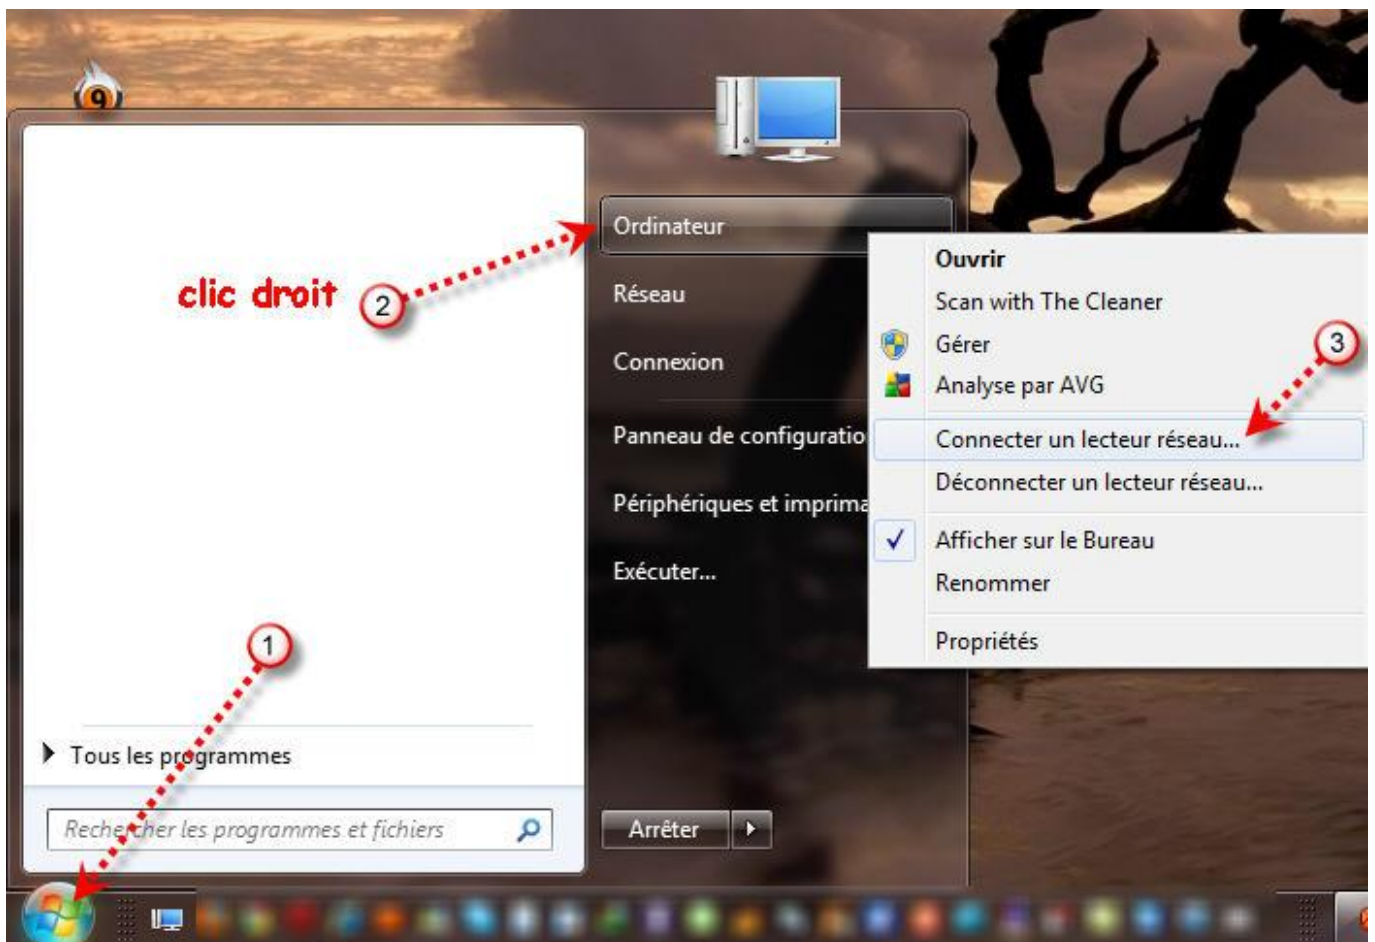 9
Ordinateur
clic droit
2
Réseau
Connexion
Panneau de configuratio
Périphériques et imprima
Exécuter...
Ouvrir
Scan with The Cleaner
Gérer
3
Analyse par AVG
Connecter un lecteur réseau...
Déconnecter un lecteur réseau...
Afficher sur le Bureau
Renommer
Propriétés
1
Tous les programmes
Rechercher les programmes et fichiers
Arrêter